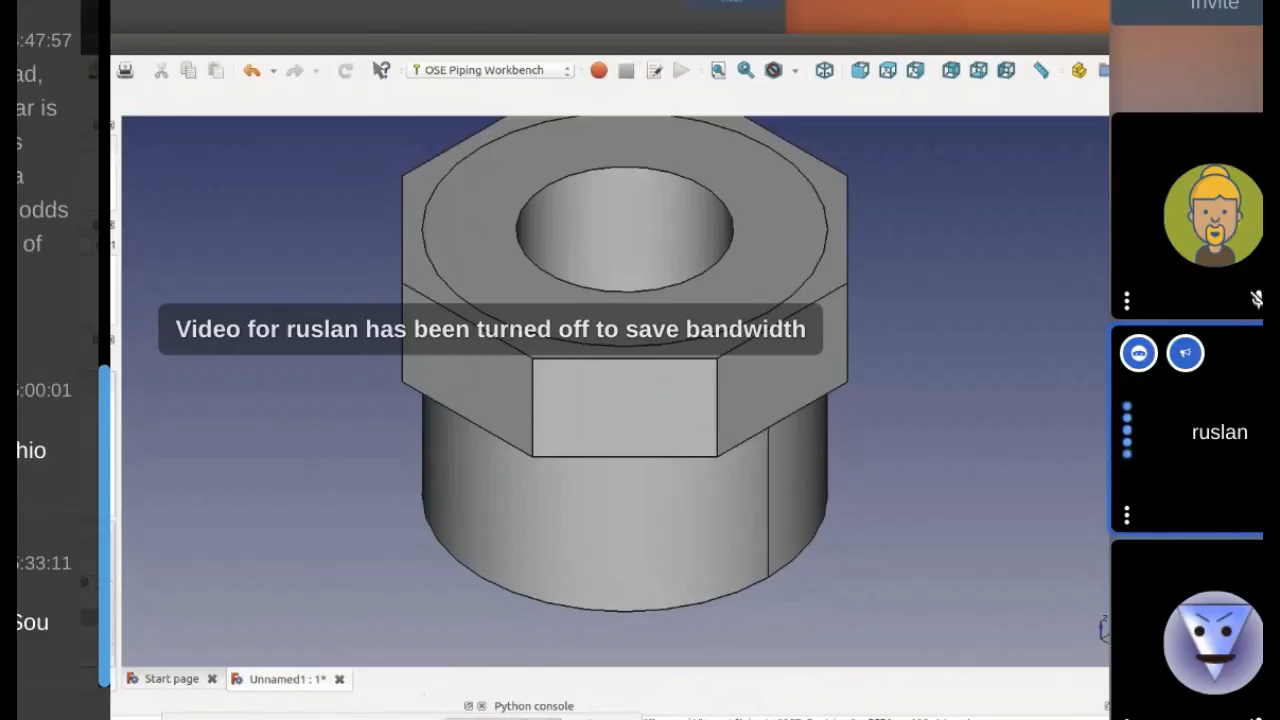 Invite
:47:57
ad,
ar is
s
a
odds
of
OSE Piping Workbench
Video for ruslan has been turned off to save bandwidth
:00:01
hio
ruslan
:33:11
Sou
Start page
Unnamed1 : 1*
Python console